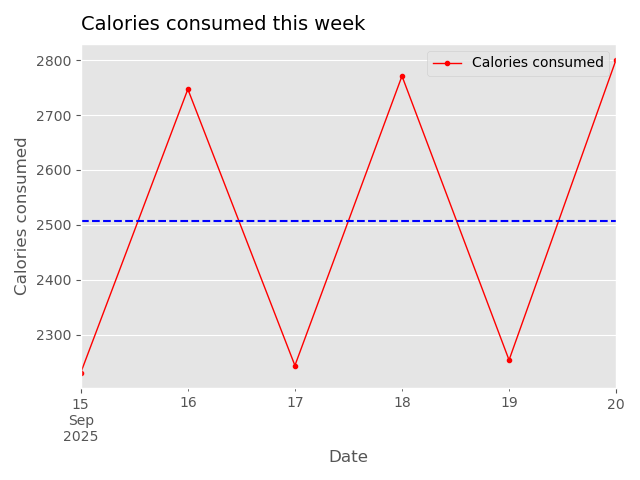 Calories consumed this week
Calories consumed
2800
2700
2600
2500
2400
2300
Calories consumed
15
Sep
2025
16
17
18
19
20
Date